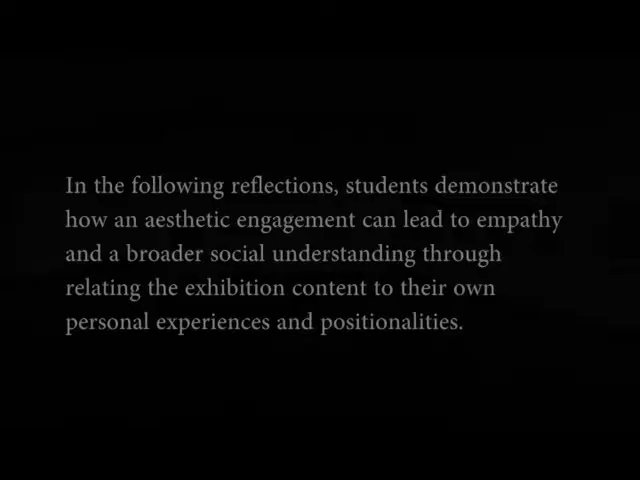 In the following reflections, students demonstrate
how an aesthetic engagement can lead to empathy
and a broader social understanding through
relating the exhibition content to their own
personal experiences and positionalities.